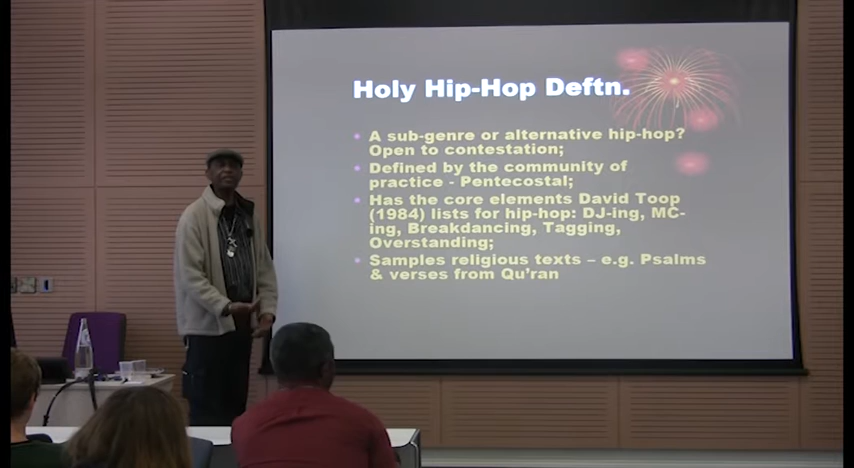 Holy Hip-Hop Deftn.
• A sub-genre or alternative hip-hop?
Open to contestation;
• Defined by the community of
practice - Pentecostal;
• Has the core elements David Toop
(1984) lists for hip-hop: DJ-ing, MC-
ing, Breakdancing, Tagging,
Overstanding;
• Samples religious texts – e.g. Psalms
& verses from Qu'ran